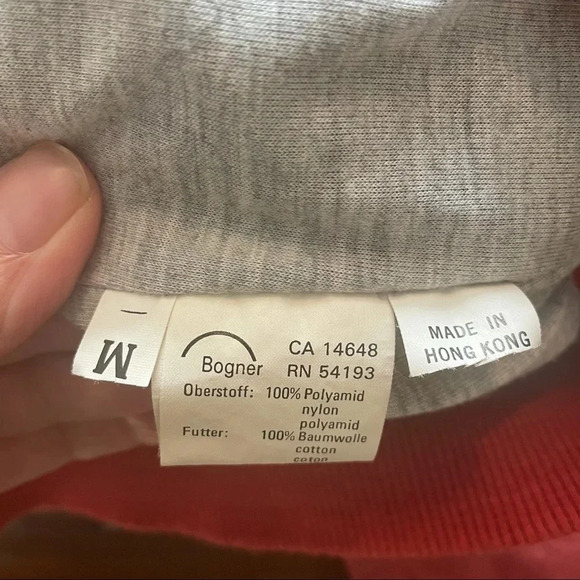 M
Bogner
CA 14648
RN 54193
Oberstoff: 100% Polyamid
nylon
polyamid
Futter: 100% Baumwolle
cotton
coton
MADE IN
HONG KONG